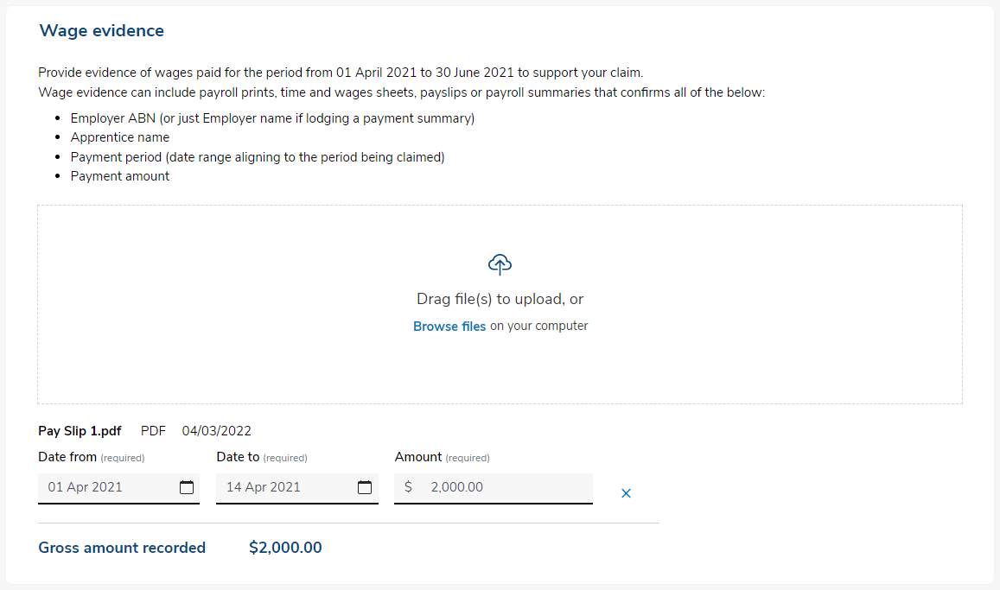 Wage evidence
Provide evidence of wages paid for the period from 01 April 2021 to 30 June 2021 to support your claim.
Wage evidence can include payroll prints, time and wages sheets, payslips or payroll summaries that confirms all of the below:
• Employer ABN (or just Employer name if lodging a payment summary)
• Apprentice name
• Payment period (date range aligning to the period being claimed)
• Payment amount
Drag file(s) to upload, or
Browse files on your computer
Pay Slip 1.pdf PDF 04/03/2022
Date from (required) Date to (required) Amount (required)
01 Apr 2021 14 Apr 2021 $ 2,000.00
Gross amount recorded $2,000.00